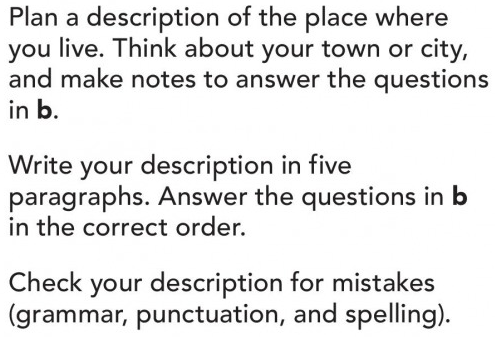 Plan a description of the place where
you live. Think about your town or city,
and make notes to answer the questions
in b.
Write your description in five
paragraphs. Answer the questions in b
in the correct order.
Check your description for mistakes
(grammar, punctuation, and spelling).